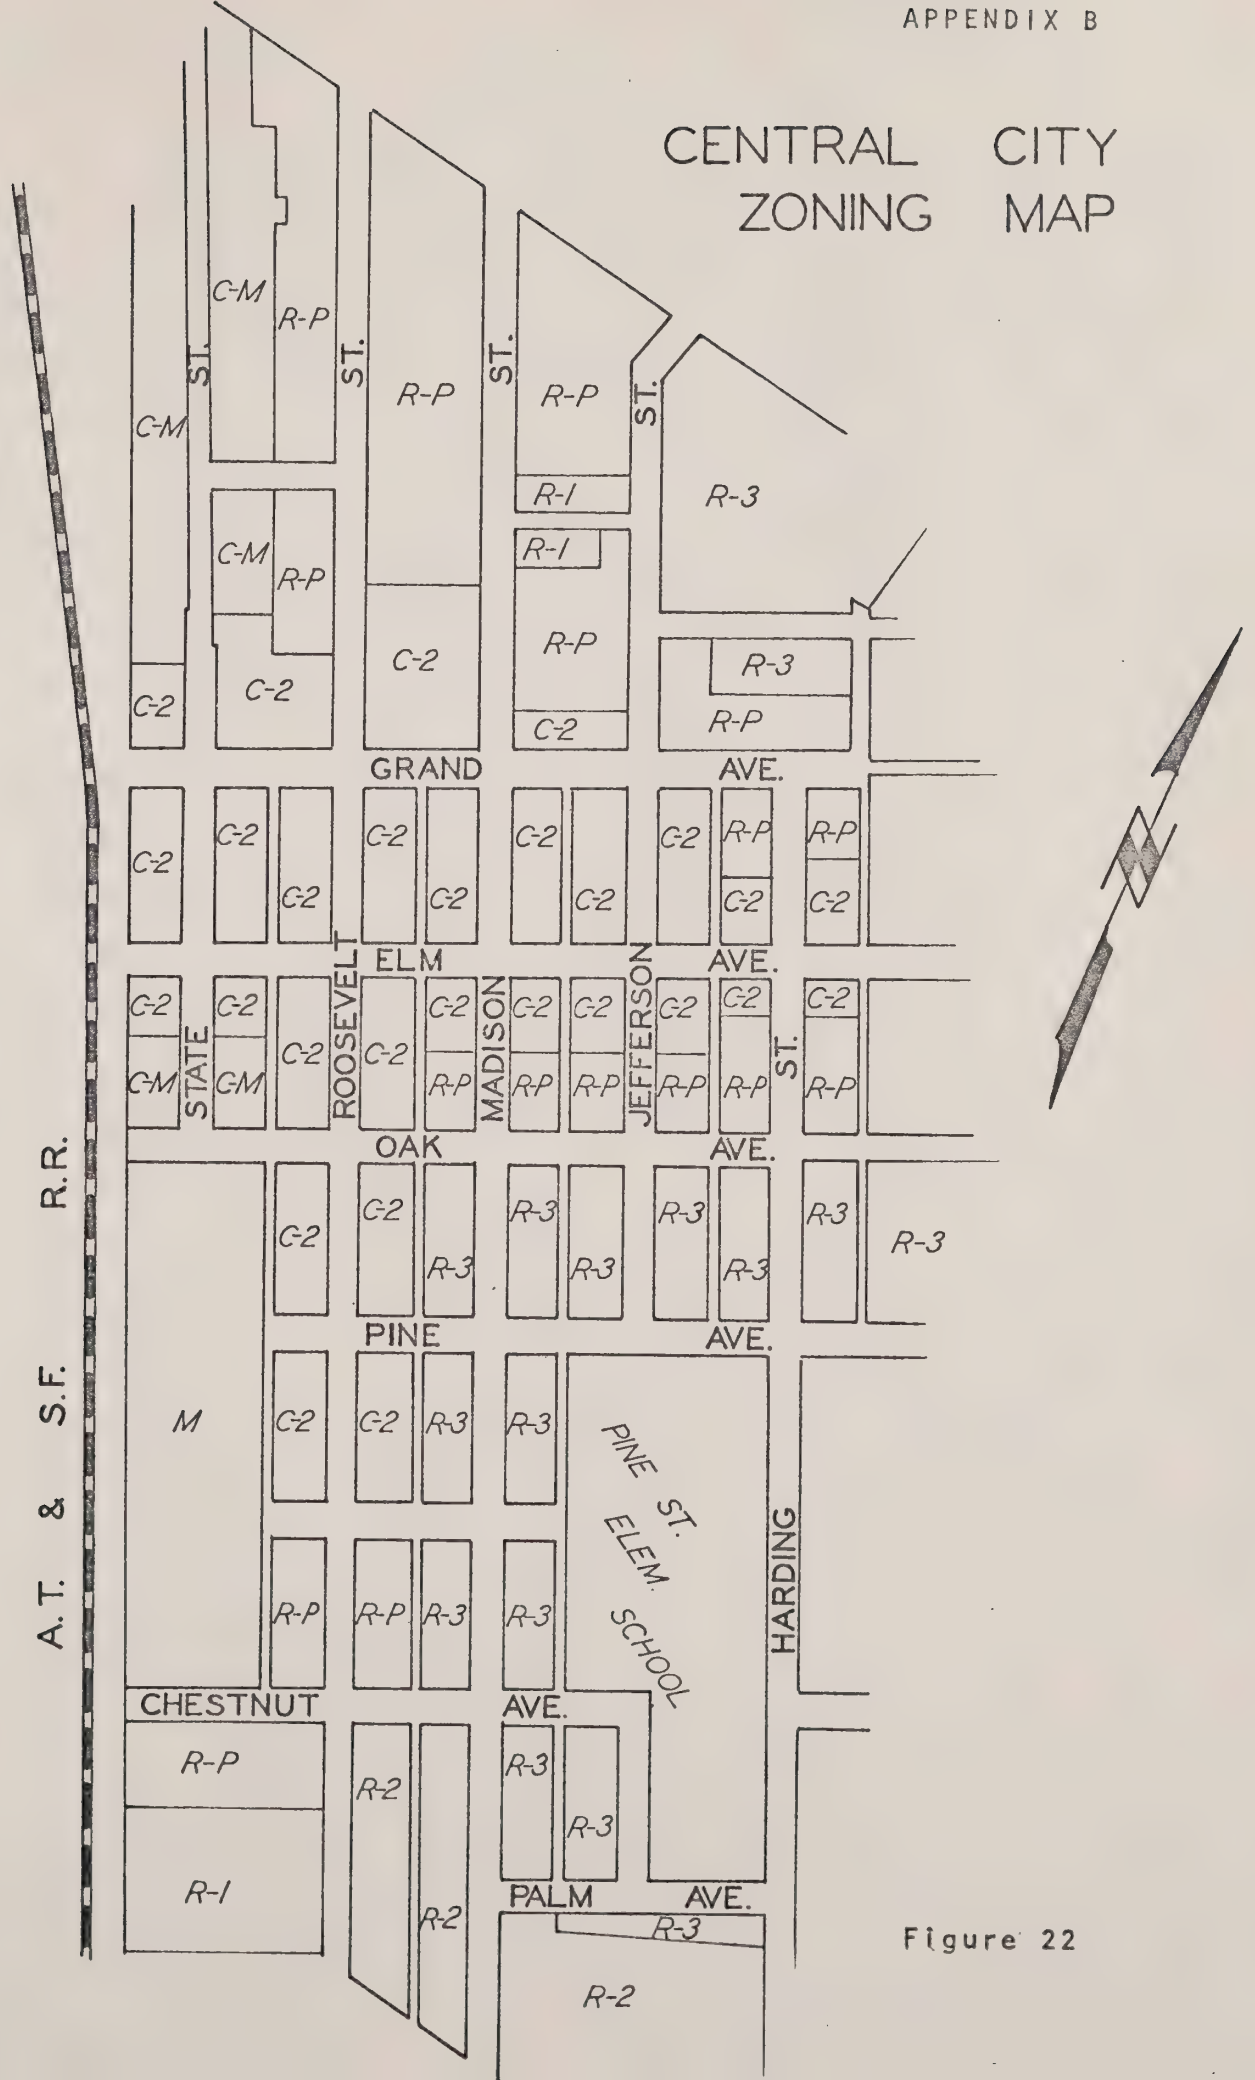 APPENDIX B
CENTRAL CITY
ZONING MAP
C-M
R-P
ST.
ST.
ST.
R-P
R-P
ST.
C-M
R-1
R-3
C-M
R-P
R-1
R-P
C-2
R-3
C-2
C-2
C-2
R-P
GRAND AVE.
C-2
C-2
C-2
C-2
R-P
R-P
C-2
C-2
C-2
C-2
C-2
C-2
ROOSEVELT
ELM AVE.
JEFFERSON
MADISON
STATE
ST.
C-2
C-2
C-2
C-2
C-2
C-2
C-2
C-2
C-2
C-2
C-2
C-M
C-M
R-P
R-P
R-P
R-P
R-P
R-P
OAK AVE.
C-2
C-2
R-3
R-3
R-3
R-3
R-3
R-3
R-3
PINE AVE.
M
C-2
C-2
R-3
R-3
PINE ST.
ELEM.
SCHOOL
HARDING
R-P
R-P
R-3
R-3
A.T. & S.F. R.R.
CHESTNUT AVE.
R-P
R-2
R-3
R-3
R-1
R-2
PALM AVE.
R-3
R-2
Figure 22